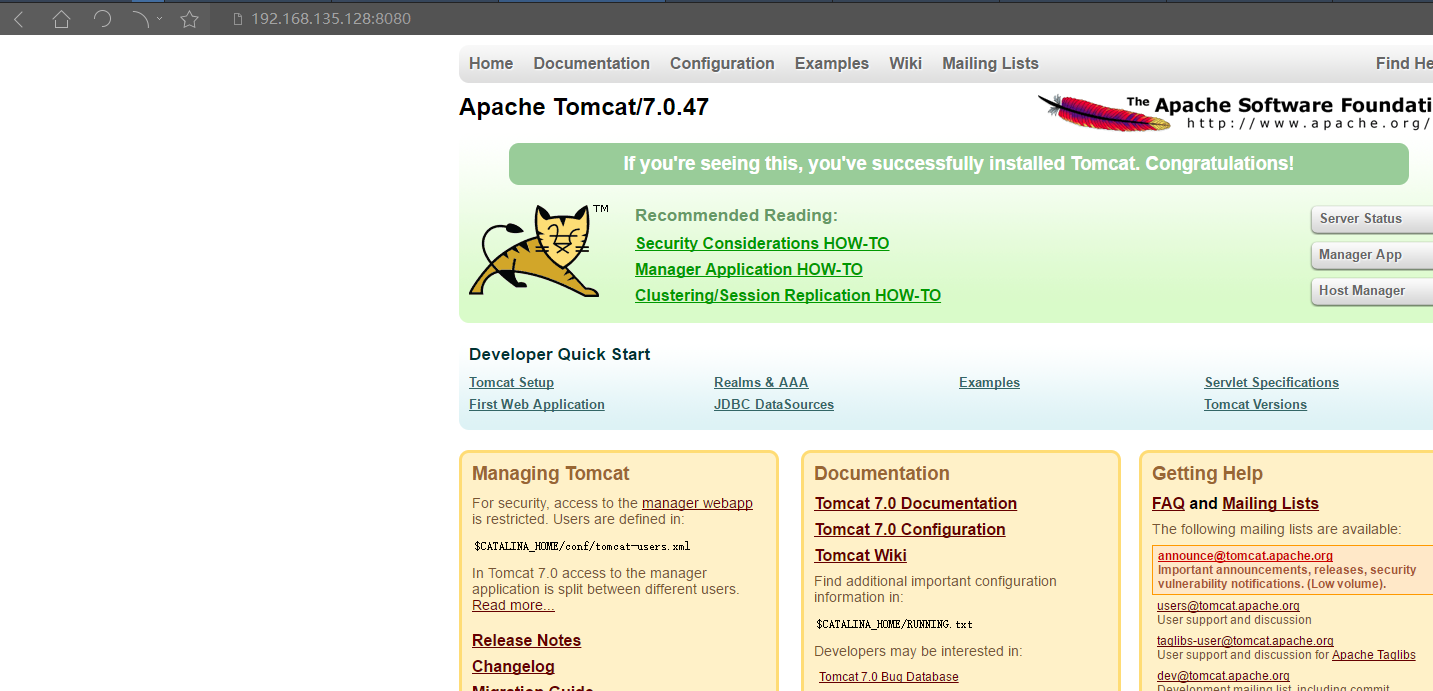 192.168.135.128:8080
Home Documentation Configuration Examples Wiki Mailing Lists Find He
Apache Tomcat/7.0.47
The Apache Software Foundati
http://www.apache.org/
If you're seeing this, you've successfully installed Tomcat. Congratulations!
TM
Recommended Reading:
Security Considerations HOW-TO
Manager Application HOW-TO
Clustering/Session Replication HOW-TO
Server Status
Manager App
Host Manager
Developer Quick Start
Tomcat Setup
First Web Application
Realms & AAA
JDBC DataSources
Examples
Servlet Specifications
Tomcat Versions
Managing Tomcat
For security, access to the manager webapp
is restricted. Users are defined in:
$CATALINA_HOME/conf/tomcat-users.xml
In Tomcat 7.0 access to the manager
application is split between different users.
Read more...
Release Notes
Changelog
Migration Guide
Documentation
Tomcat 7.0 Documentation
Tomcat 7.0 Configuration
Tomcat Wiki
Find additional important configuration
information in:
$CATALINA_HOME/RUNNING.txt
Developers may be interested in:
Tomcat 7.0 Bug Database
Getting Help
FAQ and Mailing Lists
The following mailing lists are available:
announce@tomcat.apache.org
Important announcements, releases, security
vulnerability notifications. (Low volume).
users@tomcat.apache.org
User support and discussion
taglibs-user@tomcat.apache.org
User support and discussion for Apache Taglibs
dev@tomcat.apache.org
Development mailing list, including commit